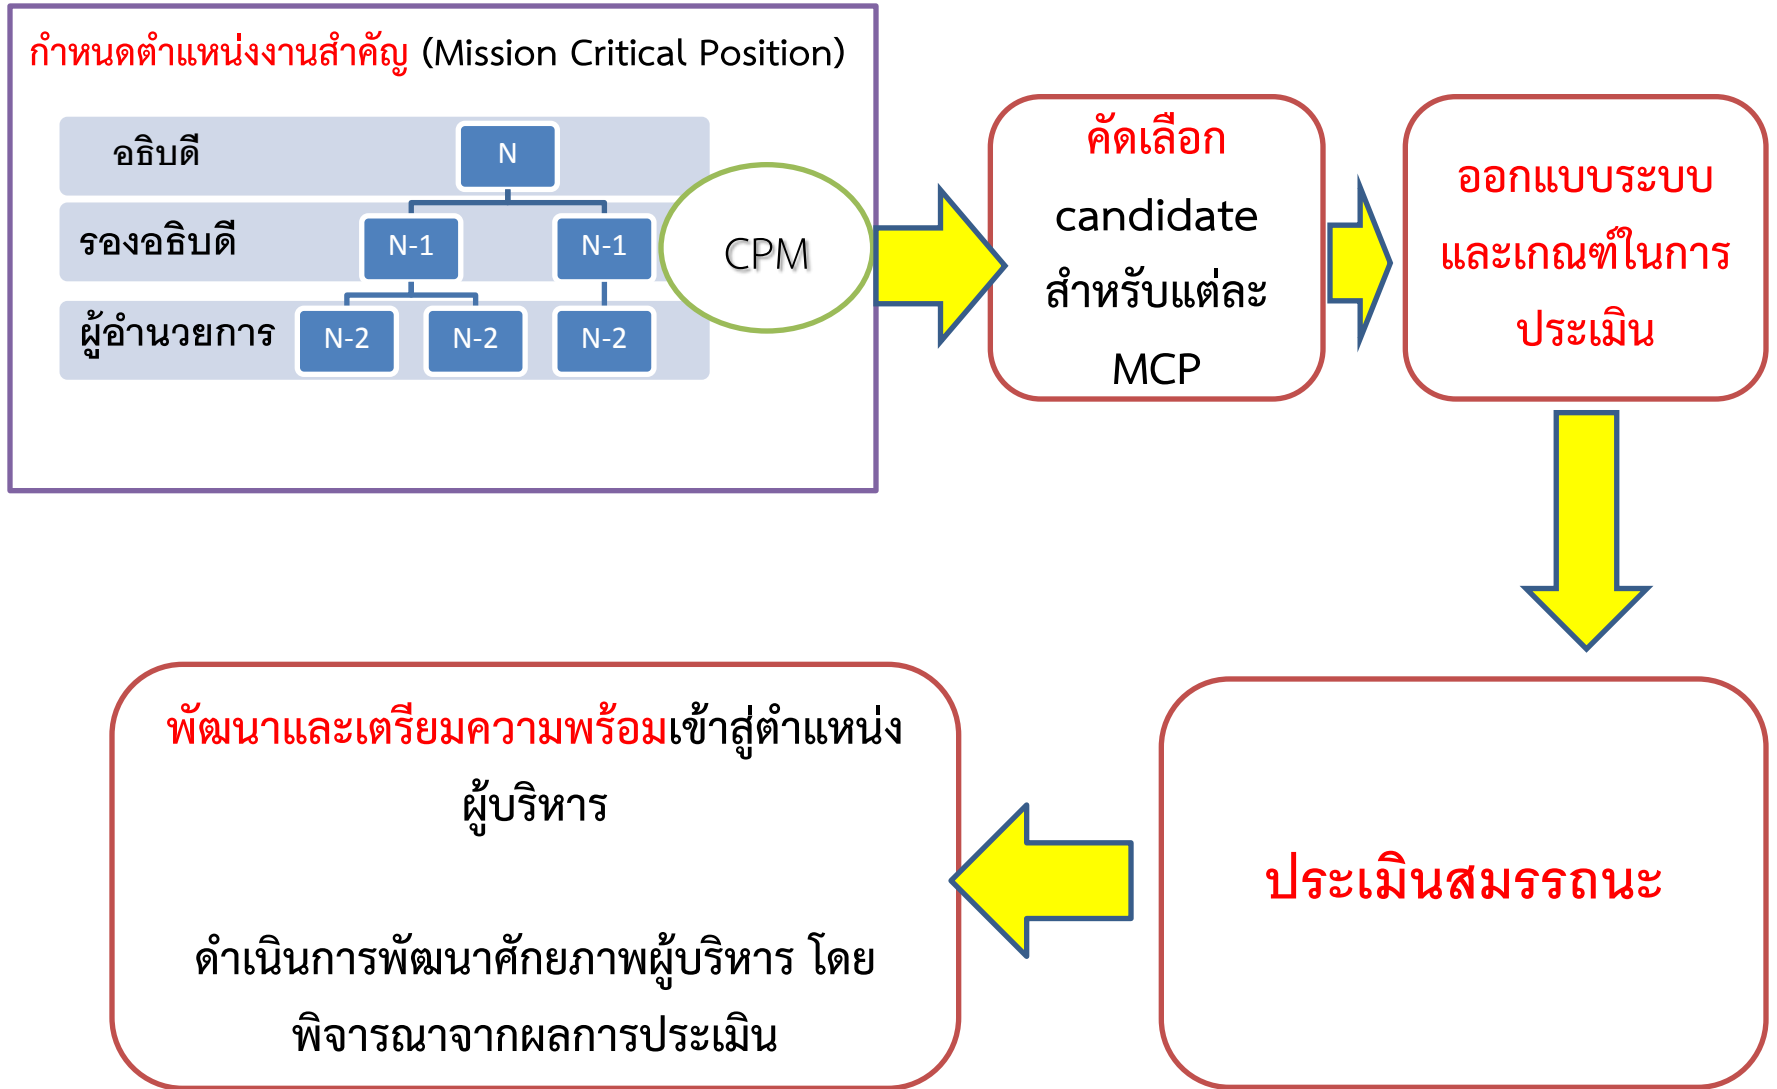 กำหนดตำแหน่งงานสำคัญ (Mission Critical Position)
อธิบดี
N
รองอธิบดี
N-1
N-1
ผู้อำนวยการ
N-2
N-2
N-2
CPM
คัดเลือก
candidate
สำหรับแต่ละ
MCP
ออกแบบระบบ
และเกณฑ์ในการ
ประเมิน
ประเมินสมรรถนะ
พัฒนาและเตรียมความพร้อมเข้าสู่ตำแหน่ง
ผู้บริหาร
ดำเนินการพัฒนาศักยภาพผู้บริหาร โดย
พิจารณาจากผลการประเมิน